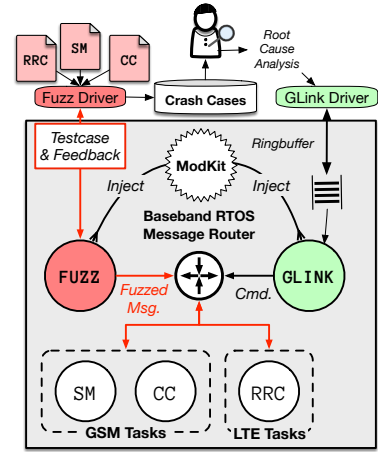 RRC
SM
CC
Root
Cause
Analysis
Fuzz Driver
Crash Cases
GLink Driver
Testcase
& Feedback
Ringbuffer
ModKit
Inject
Inject
Baseband RTOS
Message Router
FUZZ
GLINK
Fuzzed
Msg.
Cmd.
SM
CC
RRC
GSM Tasks
LTE Tasks